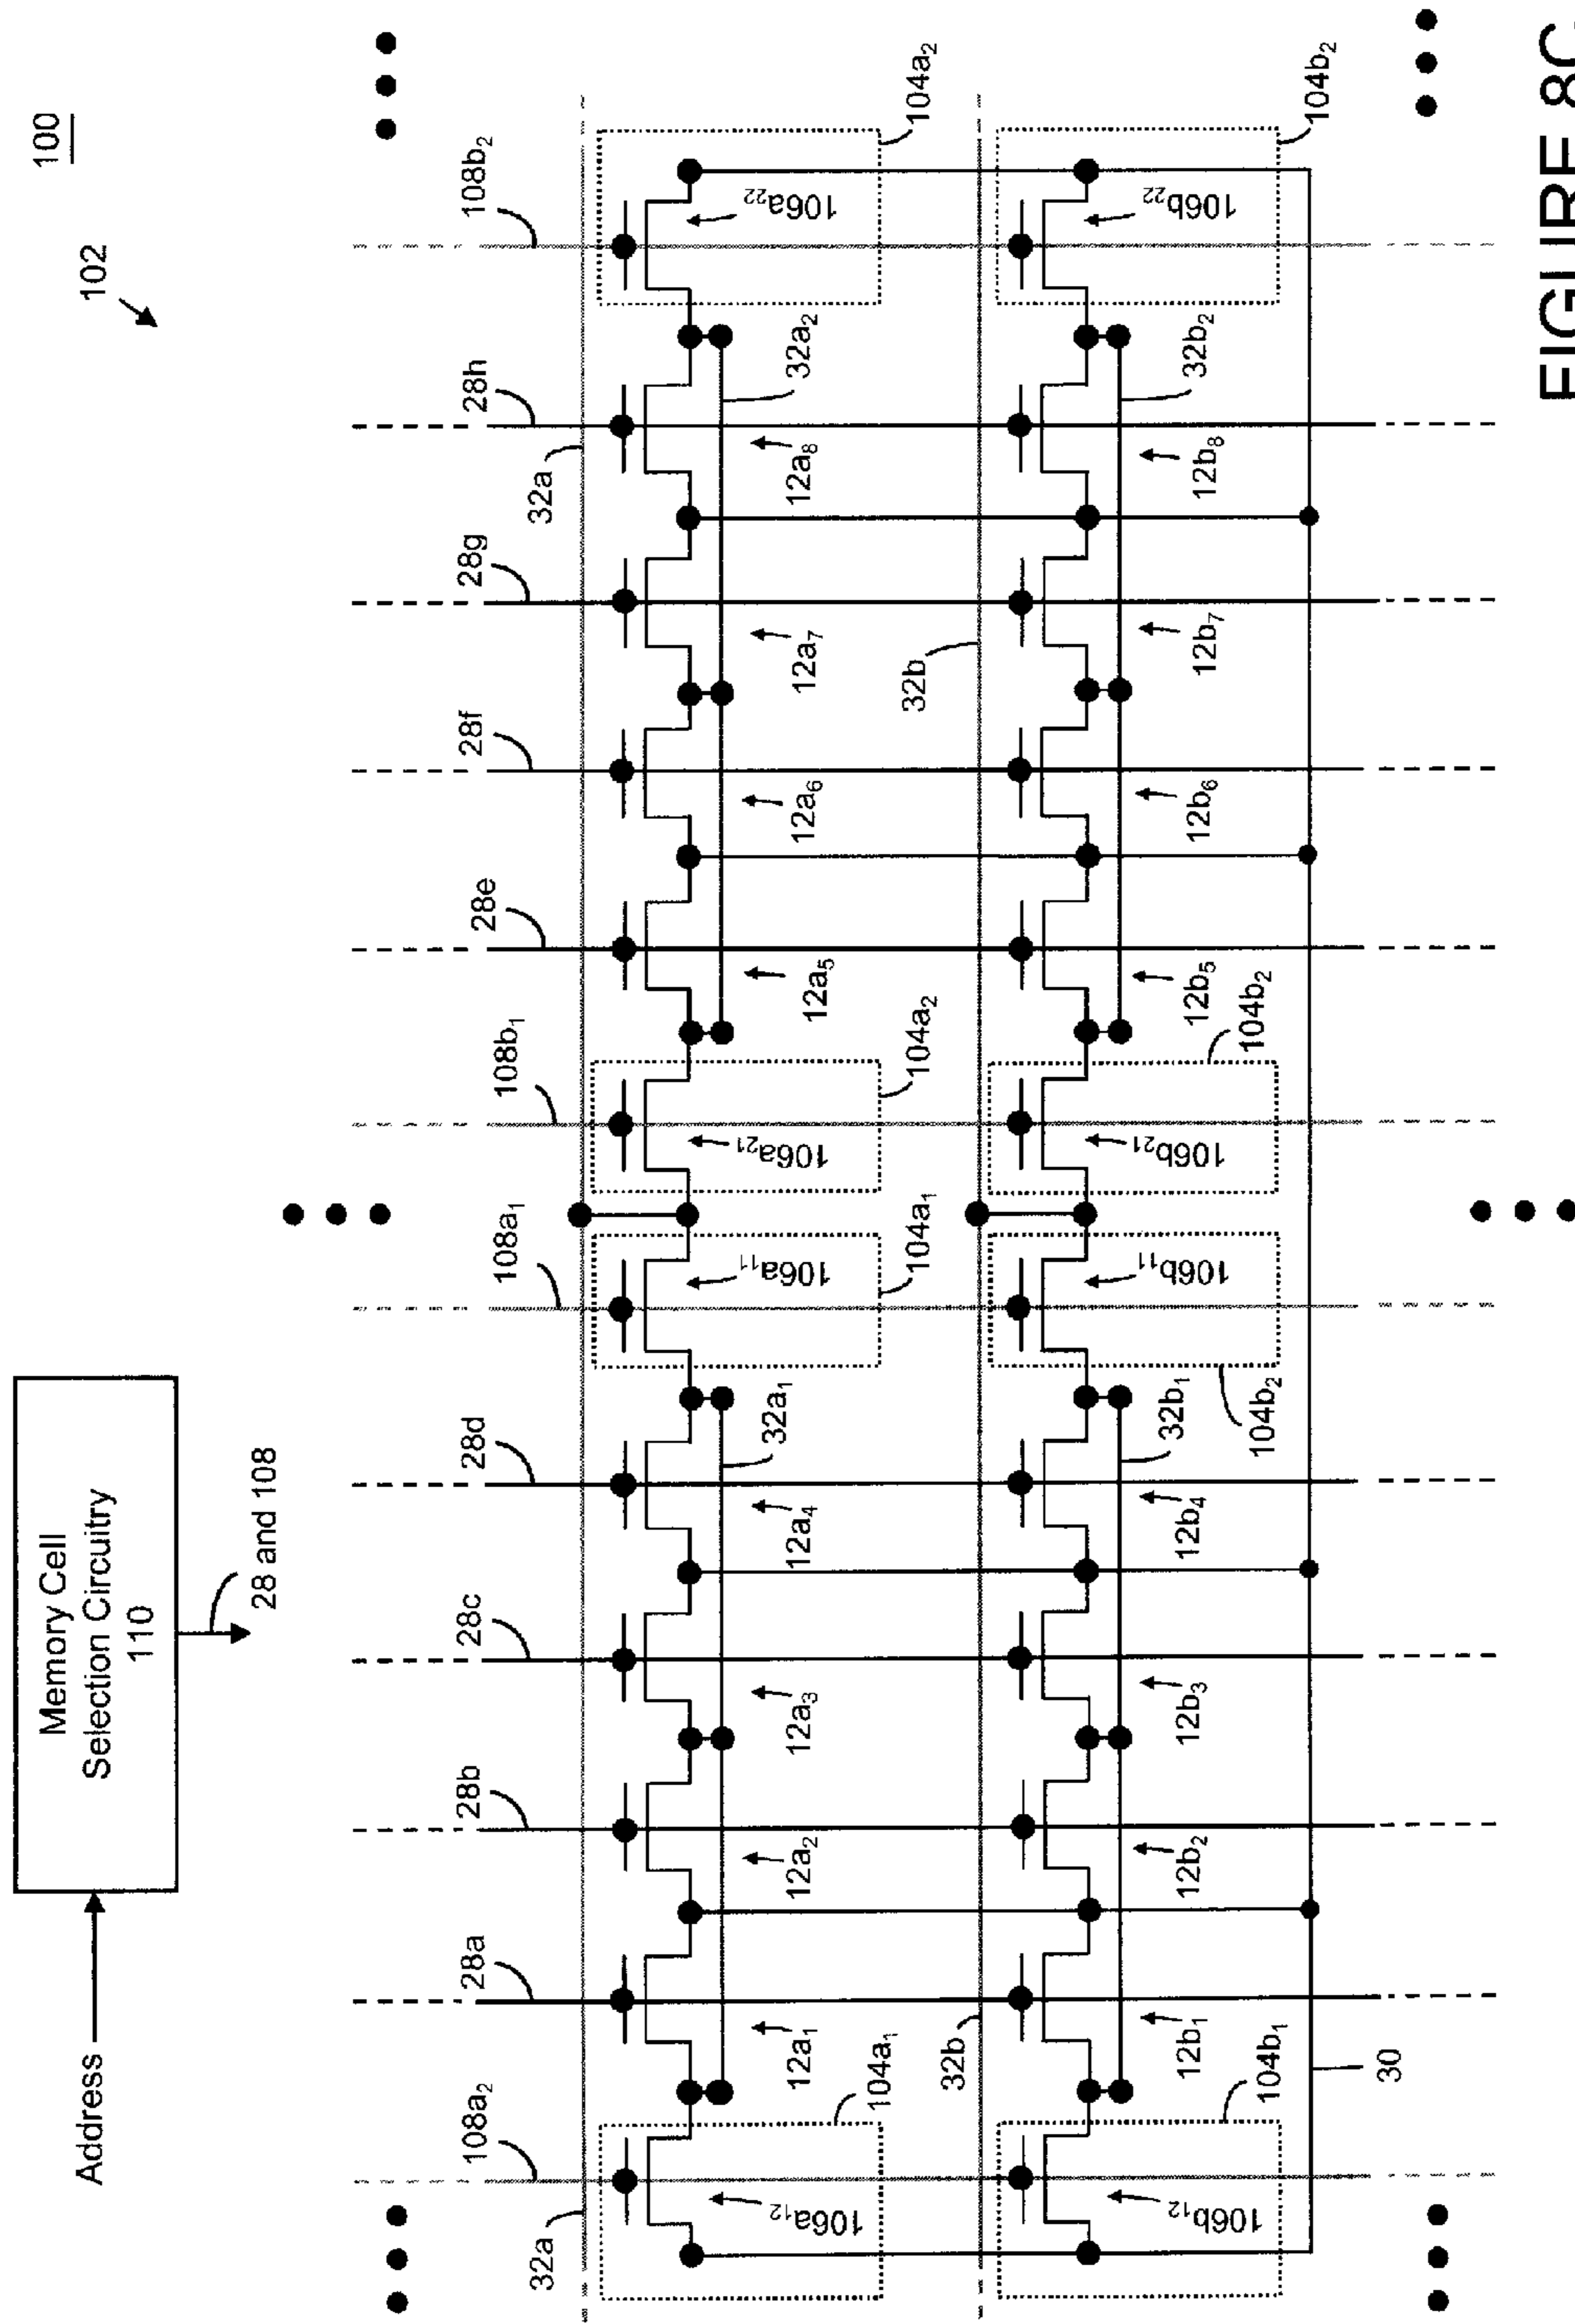 100
102
Memory Cell
Selection Circuitry
110
Address
28 and 108
108a₂
28a
28b
28c
28d
108a₁
108b₁
28e
28f
28g
28h
108b₂
32a
32a
106a₁₂
104a₁
12a₁
12a₂
12a₃
12a₄
32a₁
106a₁₁
104a₁
106a₂₁
104a₂
12a₅
12a₆
12a₇
12a₈
32a₂
106a₂₂
104a₂
32b
32b
106b₁₂
104b₁
12b₁
12b₂
12b₃
12b₄
32b₁
106b₁₁
104b₂
106b₂₁
104b₂
12b₅
12b₆
12b₇
12b₈
32b₂
106b₂₂
104b₂
30
FIGURE 8C